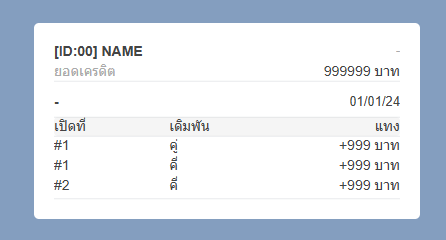 [ID:00] NAME -
ยอดเครดิต 999999 บาท
- 01/01/24
เปิดที่ เดิมพัน แทง
#1 คู่ +999 บาท
#1 คี่ +999 บาท
#2 คี่ +999 บาท